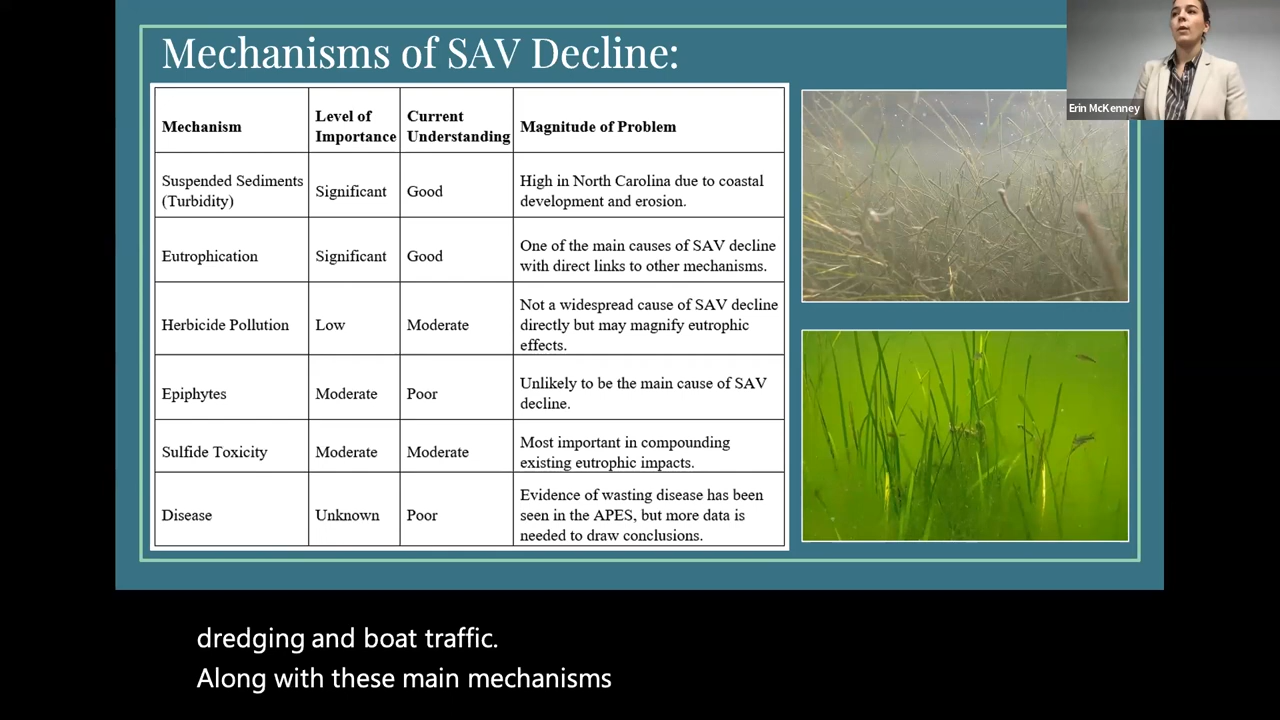 Mechanisms of SAV Decline:
Mechanism
Level of
Importance
Current
Understanding
Magnitude of Problem
Suspended Sediments
(Turbidity)
Significant
Good
High in North Carolina due to coastal
development and erosion.
Eutrophication
Significant
Good
One of the main causes of SAV decline
with direct links to other mechanisms.
Herbicide Pollution
Low
Moderate
Not a widespread cause of SAV decline
directly but may magnify eutrophic
effects.
Epiphytes
Moderate
Poor
Unlikely to be the main cause of SAV
decline.
Sulfide Toxicity
Moderate
Moderate
Most important in compounding
existing eutrophic impacts.
Disease
Unknown
Poor
Evidence of wasting disease has been
seen in the APES, but more data is
needed to draw conclusions.
Erin McKenney
dredging and boat traffic.
Along with these main mechanisms